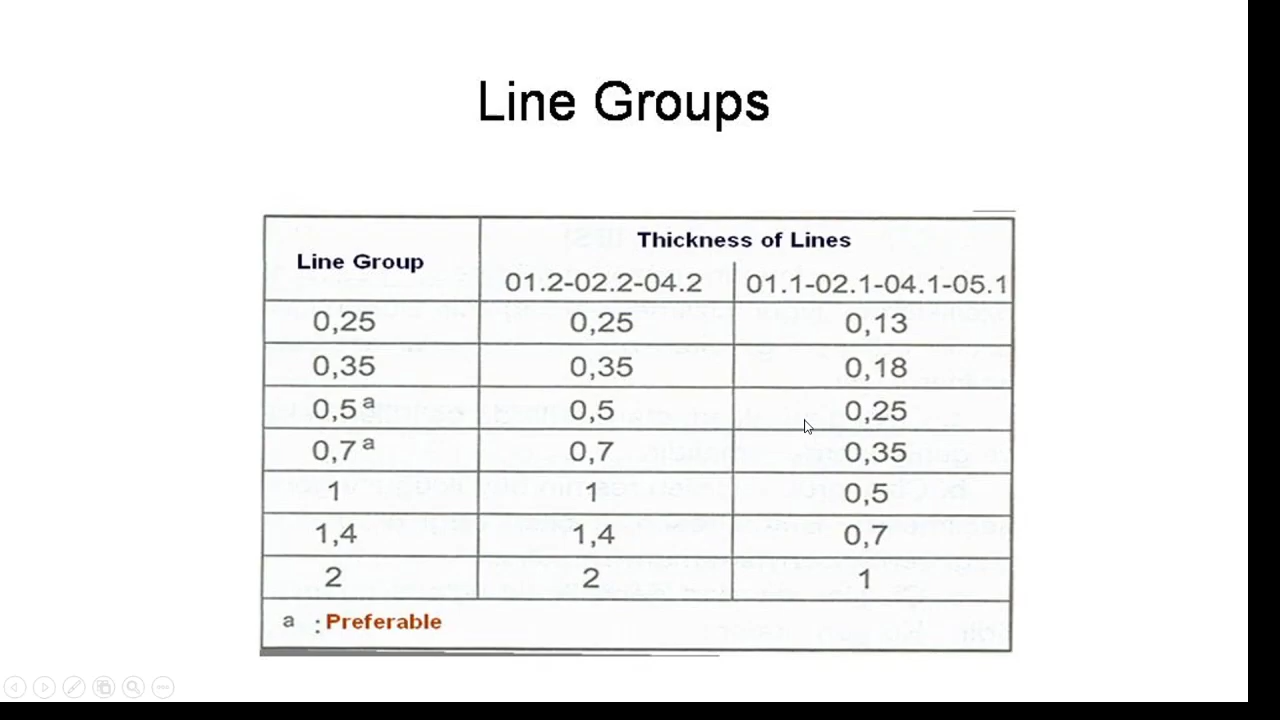 Line Groups
Line Group
Thickness of Lines
01.2-02.2-04.2 01.1-02.1-04.1-05.1
0,25 0,25 0,13
0,35 0,35 0,18
0,5 a 0,5 0,25
0,7 a 0,7 0,35
1 1 0,5
1,4 1,4 0,7
2 2 1
a : Preferable